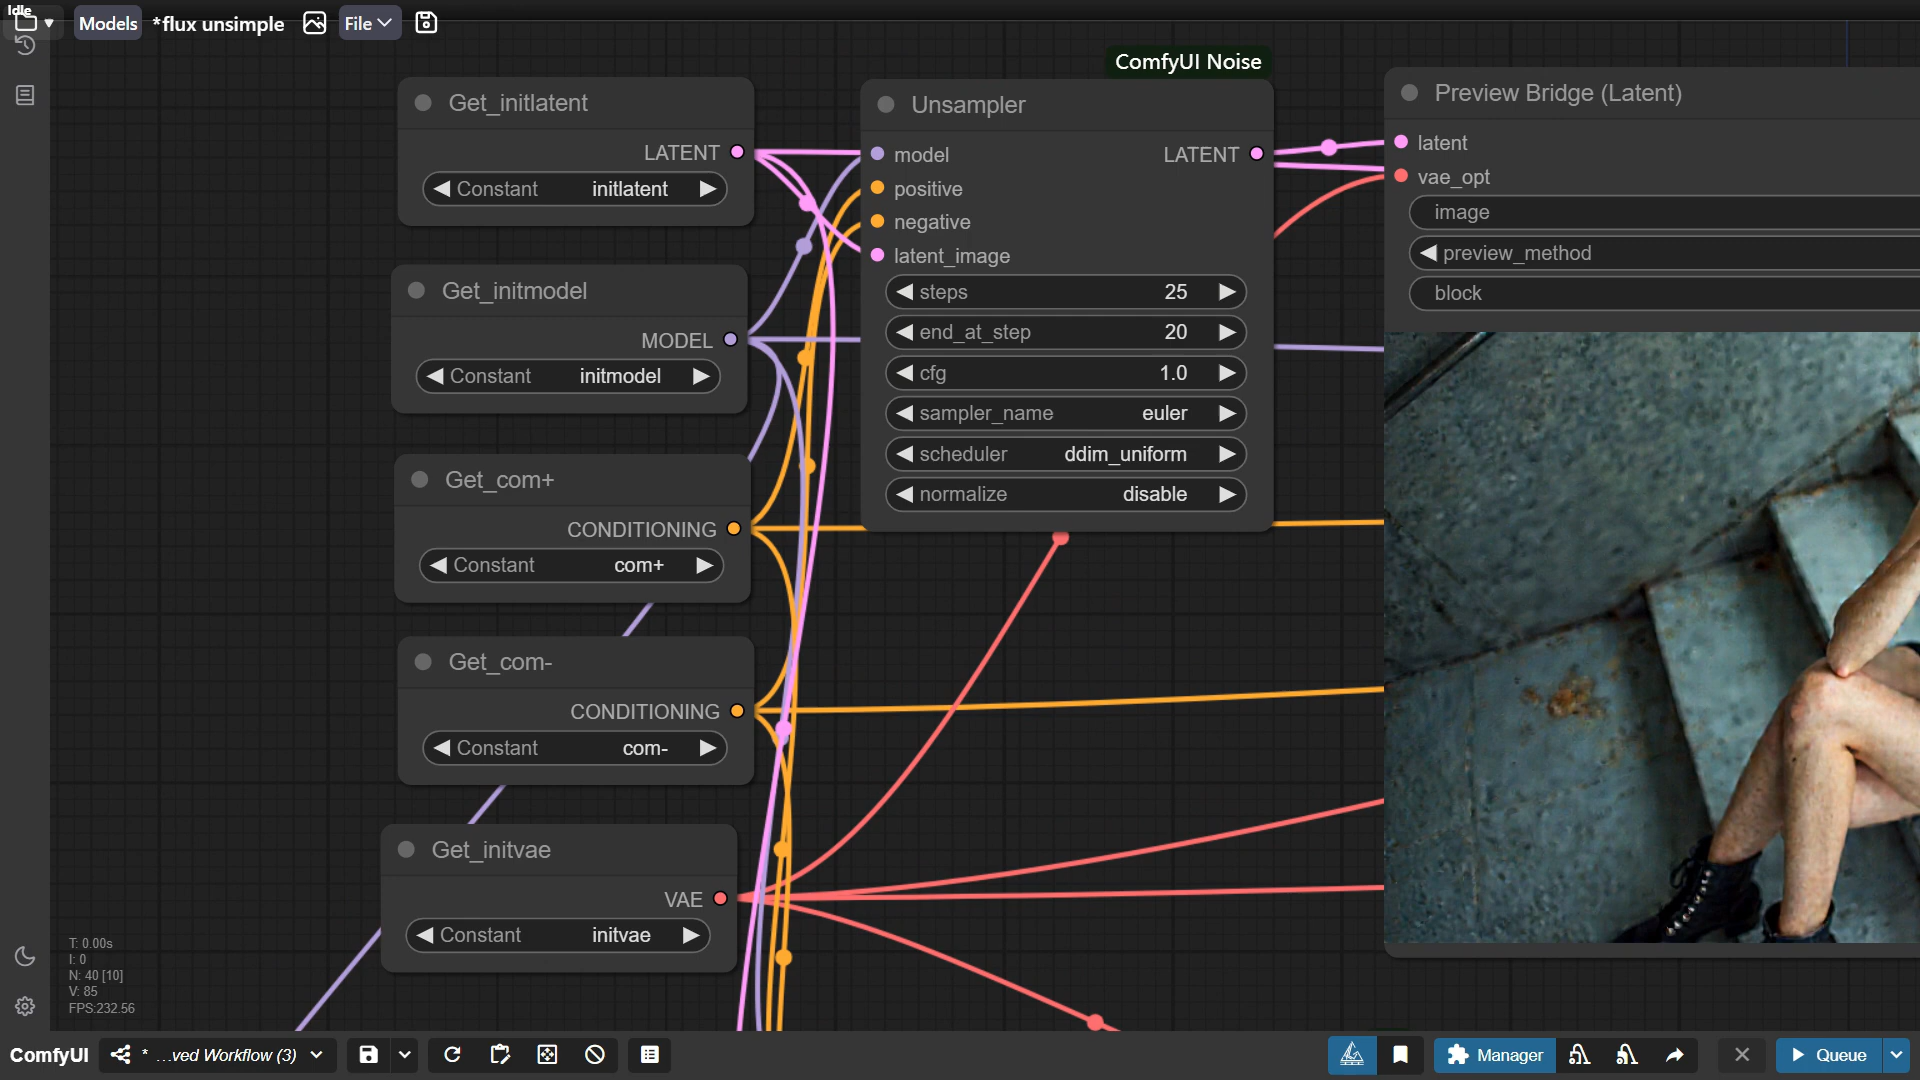 Idle
Models
*flux unsimple
File
ComfyUI Noise
Get_initlatent
LATENT
Constant initlatent
Get_initmodel
MODEL
Constant initmodel
Get_com+
CONDITIONING
Constant com+
Get_com-
CONDITIONING
Constant com-
Get_initvae
VAE
Constant initvae
Unsampler
model LATENT
positive
negative
latent_image
steps 25
end_at_step 20
cfg 1.0
sampler_name euler
scheduler ddim_uniform
normalize disable
Preview Bridge (Latent)
latent
vae_opt
image
preview_method
block
T: 0.00s
I: 0
N: 40 [10]
V: 85
FPS:232.56
ComfyUI
* ...ved Workflow (3)
Manager
Queue